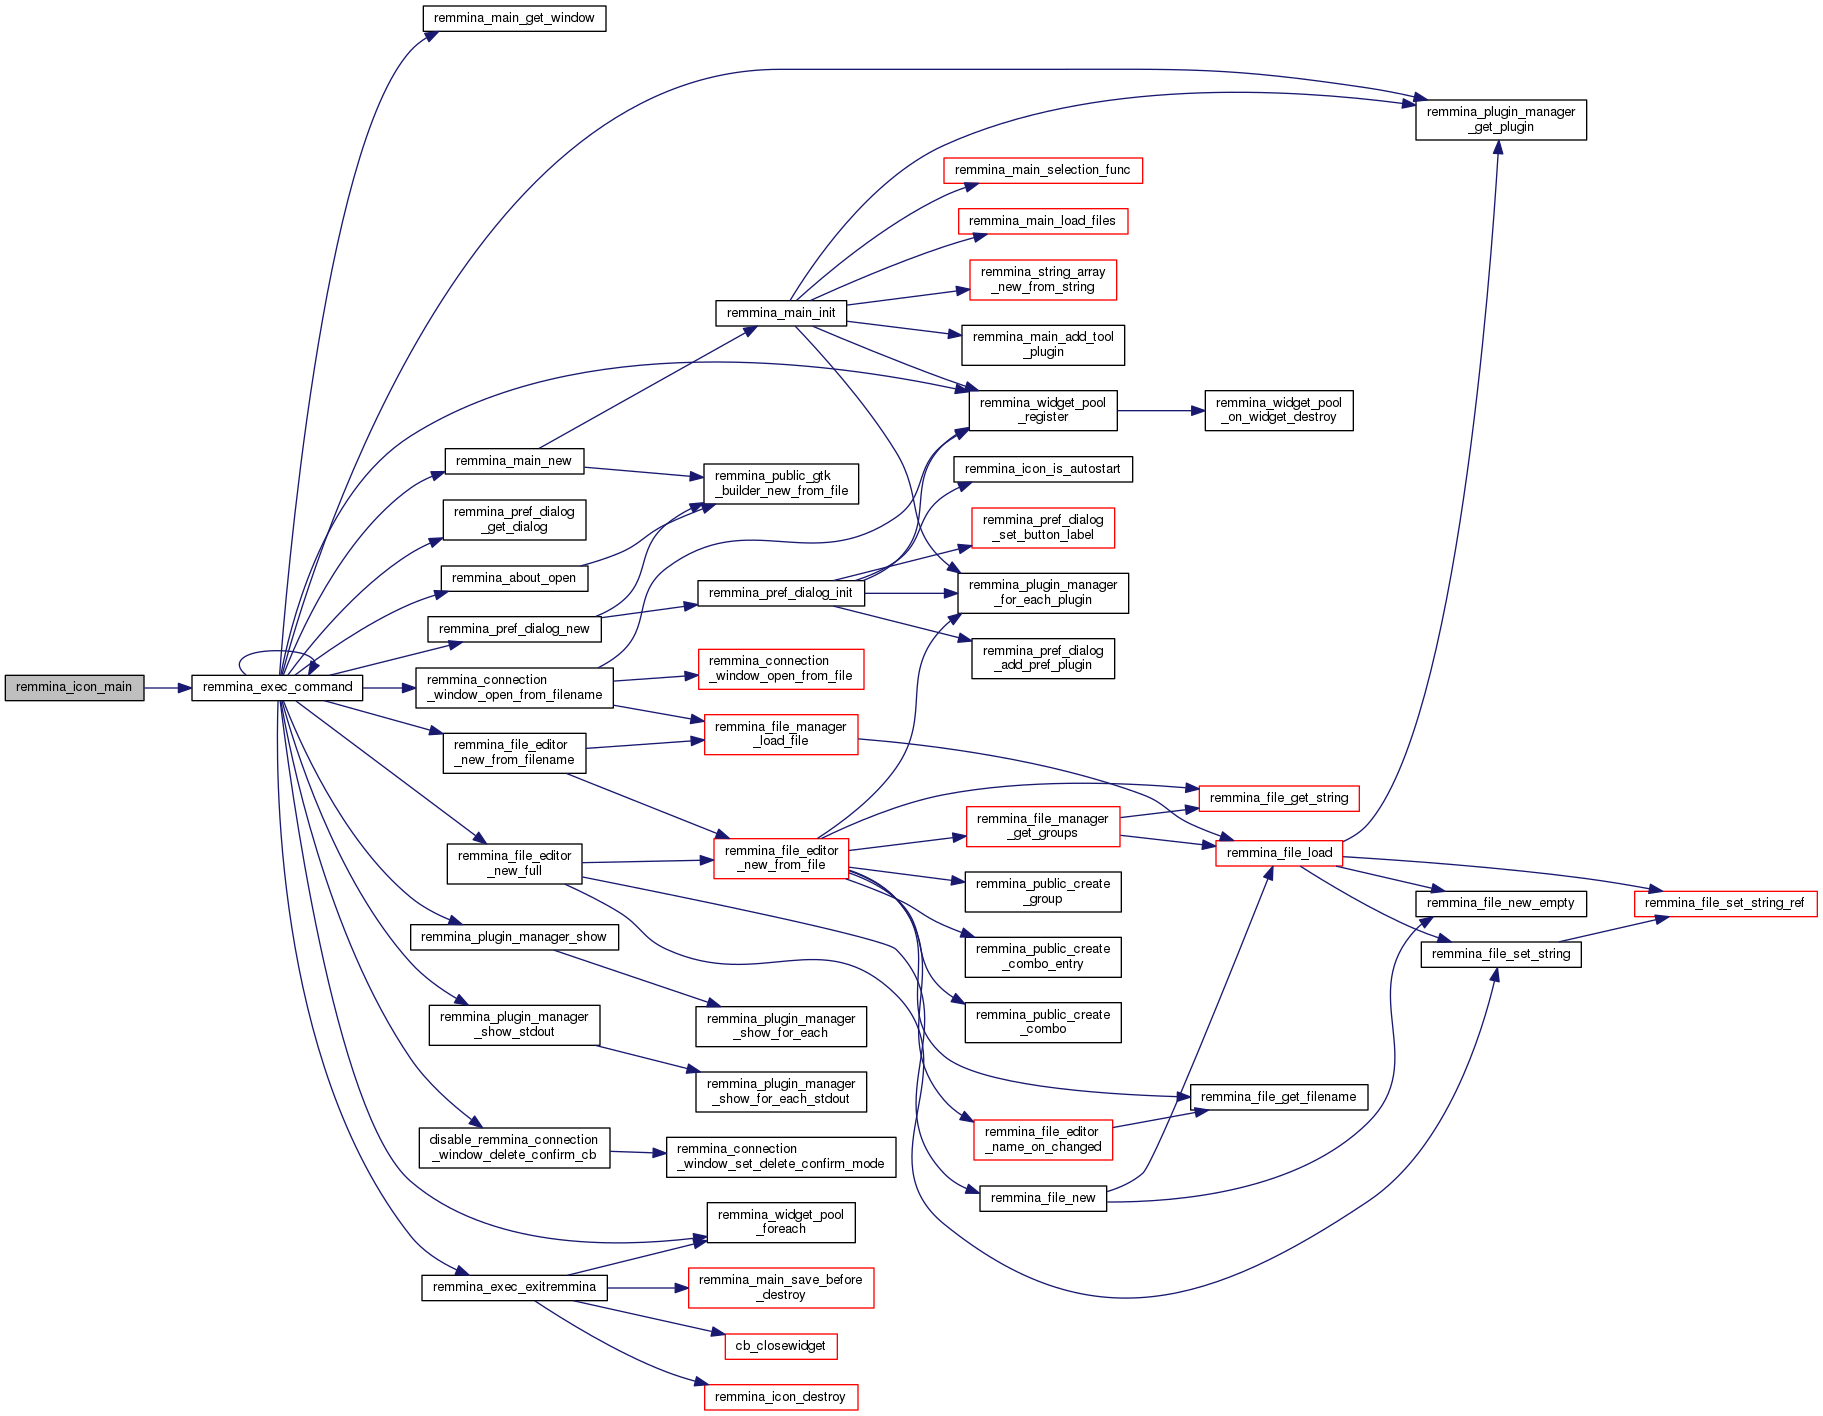 remmina_main_get_window
remmina_plugin_manager
_get_plugin
remmina_main_selection_func
remmina_main_load_files
remmina_string_array
_new_from_string
remmina_main_init
remmina_main_add_tool
_plugin
remmina_widget_pool
_register
remmina_widget_pool
_on_widget_destroy
remmina_main_new
remmina_public_gtk
_builder_new_from_file
remmina_icon_is_autostart
remmina_pref_dialog
_get_dialog
remmina_pref_dialog
_set_button_label
remmina_about_open
remmina_pref_dialog_init
remmina_plugin_manager
_for_each_plugin
remmina_pref_dialog_new
remmina_pref_dialog
_add_pref_plugin
remmina_icon_main
remmina_exec_command
remmina_connection
_window_open_from_filename
remmina_connection
_window_open_from_file
remmina_file_manager
_load_file
remmina_file_editor
_new_from_filename
remmina_file_get_string
remmina_file_manager
_get_groups
remmina_file_editor
_new_full
remmina_file_editor
_new_from_file
remmina_file_load
remmina_public_create
_group
remmina_file_new_empty
remmina_file_set_string_ref
remmina_plugin_manager_show
remmina_public_create
_combo_entry
remmina_file_set_string
remmina_plugin_manager
_show_stdout
remmina_plugin_manager
_show_for_each
remmina_public_create
_combo
remmina_plugin_manager
_show_for_each_stdout
remmina_file_get_filename
disable_remmina_connection
_window_delete_confirm_cb
remmina_connection
_window_set_delete_confirm_mode
remmina_file_editor
_name_on_changed
remmina_file_new
remmina_widget_pool
_foreach
remmina_exec_exitremmina
remmina_main_save_before
_destroy
cb_closewidget
remmina_icon_destroy